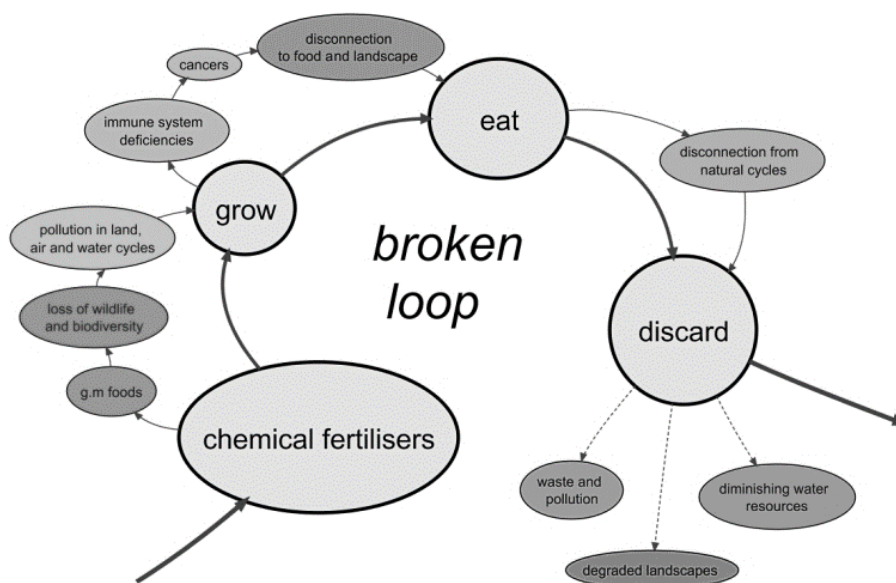 disconnection
to food and landscape
cancers
immune system
deficiencies
eat
disconnection from
natural cycles
grow
pollution in land,
air and water cycles
broken
loop
loss of wildlife
and biodiversity
discard
g.m foods
chemical fertilisers
waste and
pollution
diminishing water
resources
degraded landscapes